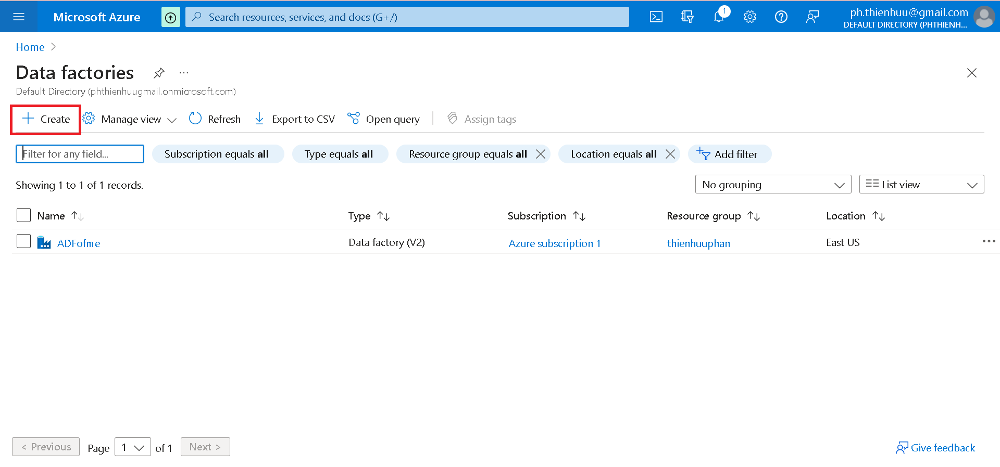 Microsoft Azure
Search resources, services, and docs (G+/)
1
ph.thienhuu@gmail.com
DEFAULT DIRECTORY (PHTHIENH...
Home >
Data factories
...
Default Directory (phthienhuugmail.onmicrosoft.com)
+ Create
Manage view
Refresh
Export to CSV
Open query
Assign tags
Filter for any field...
Subscription equals all
Type equals all
Resource group equals all
Location equals all
Add filter
Showing 1 to 1 of 1 records.
No grouping
List view
Name
Type
Subscription
Resource group
Location
ADFofme
Data factory (V2)
Azure subscription 1
thienhuuphan
East US
< Previous
Page
1
of 1
Next >
Give feedback